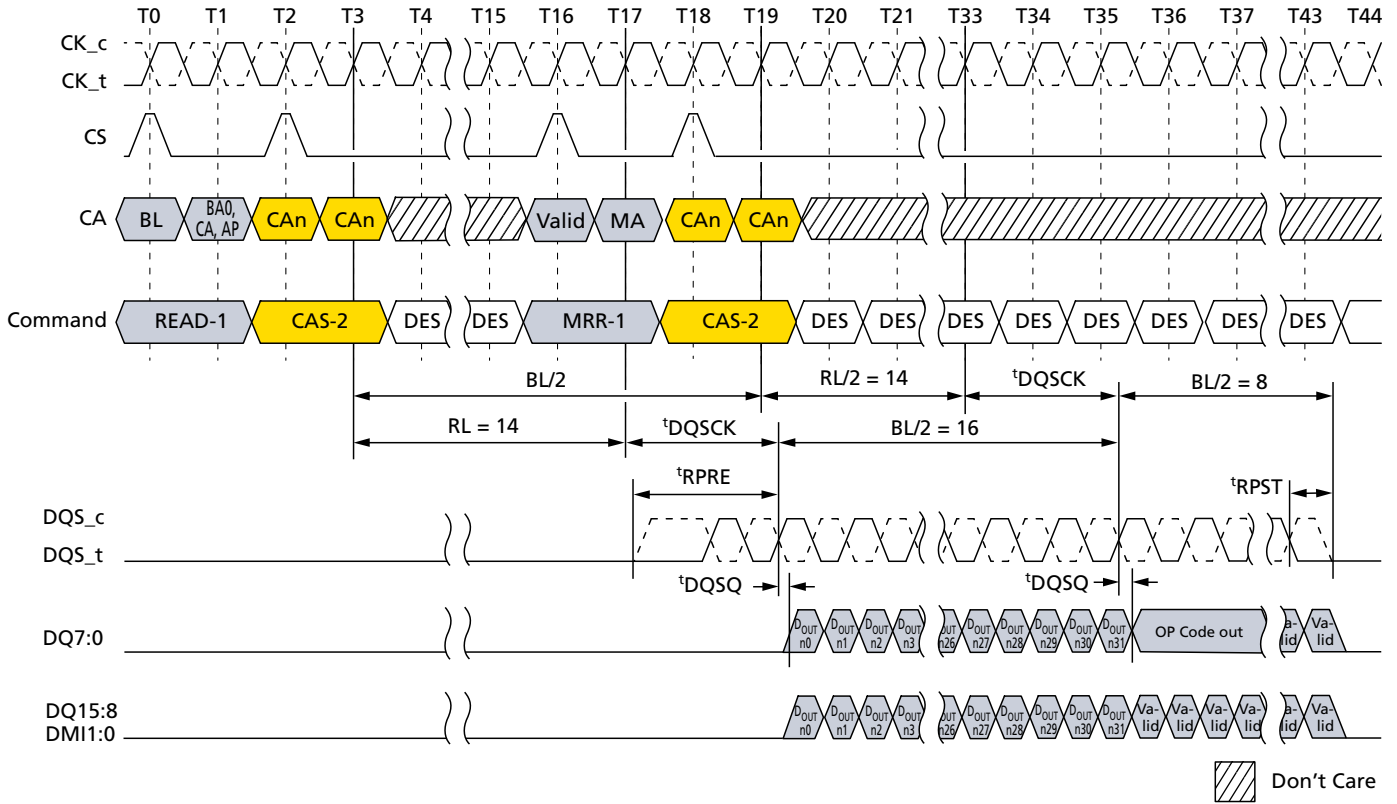 T0 T1 T2 T3 T4 T15 T16 T17 T18 T19 T20 T21 T33 T34 T35 T36 T37 T43 T44
CK_c
CK_t
CS
CA BL BA0, CA, AP CAn CAn Valid MA CAn CAn
Command READ-1 CAS-2 DES DES MRR-1 CAS-2 DES DES DES DES DES DES DES DES
BL/2 RL/2 = 14 tDQSCK BL/2 = 8
RL = 14 tDQSCK BL/2 = 16
tRPRE tRPST
DQS_c
DQS_t
tDQSQ tDQSQ
DQ7:0 DOUT n0 DOUT n1 DOUT n2 DOUT n3 OUT n26 DOUT n27 DOUT n28 DOUT n29 DOUT n30 DOUT n31 OP Code out a-lid Va-lid
DQ15:8
DMI1:0 DOUT n0 DOUT n1 DOUT n2 DOUT n3 OUT n26 DOUT n27 DOUT n28 DOUT n29 DOUT n30 DOUT n31 Va-lid Va-lid Va-lid Va-lid a-lid Va-lid
Don't Care